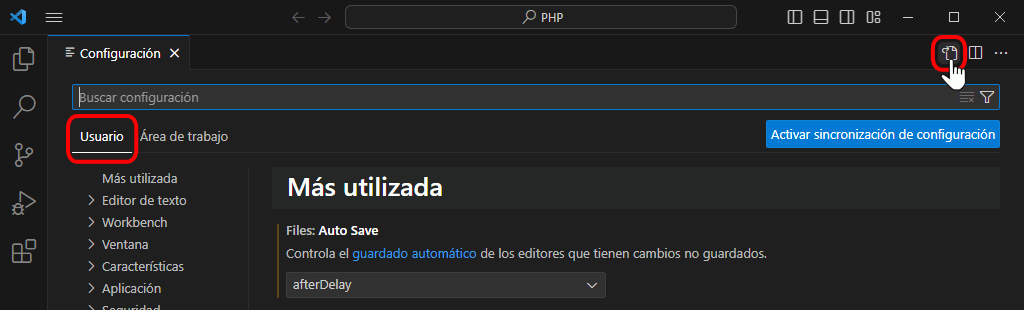 PHP
Configuración
Buscar configuración
Usuario Área de trabajo Activar sincronización de configuración
Más utilizada
Editor de texto
Workbench
Ventana
Características
Aplicación
Seguridad
Más utilizada
Files: Auto Save
Controla el guardado automático de los editores que tienen cambios no guardados.
afterDelay